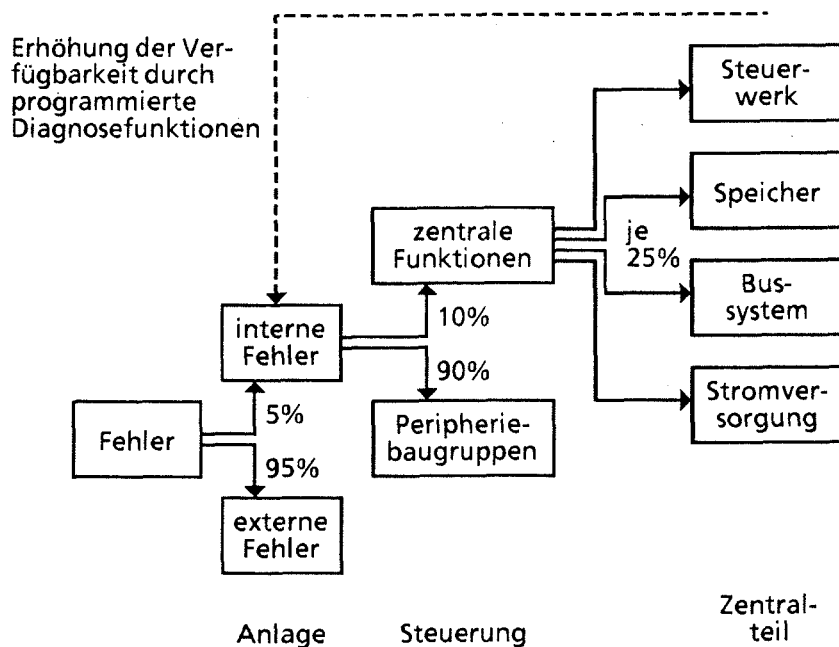 Erhöhung der Ver-
fügbarkeit durch
programmierte
Diagnosefunktionen
Steuer-
werk
Speicher
zentrale
Funktionen
je
25%
Bus-
system
interne
Fehler
10%
90%
Stromver-
sorgung
Fehler
5%
95%
Peripherie-
baugruppen
externe
Fehler
Anlage
Steuerung
Zentral-
teil